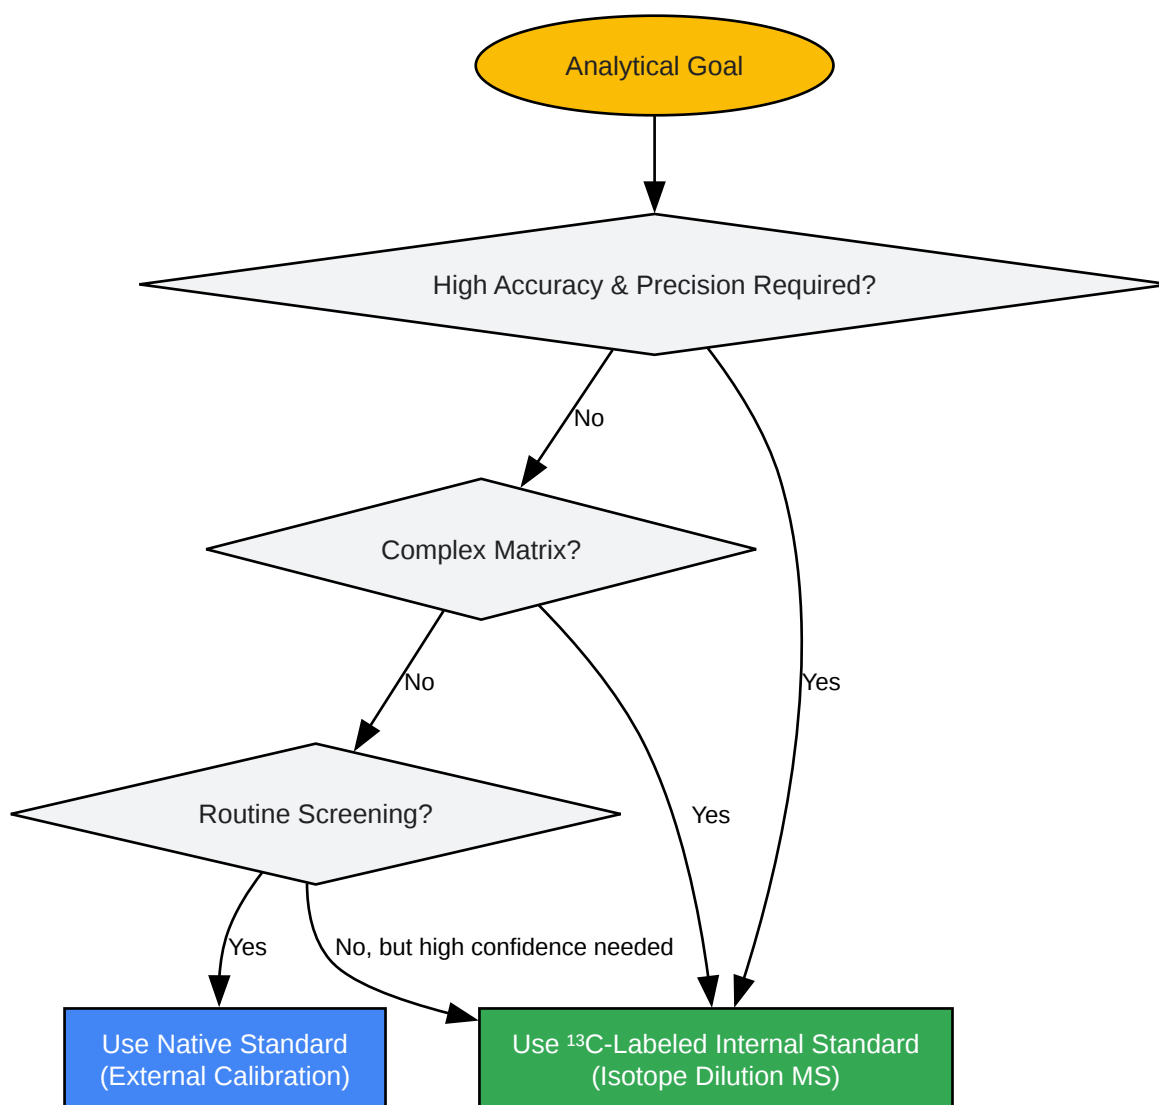 Analytical Goal
High Accuracy & Precision Required?
No
Complex Matrix?
No
Yes
Routine Screening?
Yes
Yes
No, but high confidence needed
Use Native Standard
(External Calibration)
Use ¹³C-Labeled Internal Standard
(Isotope Dilution MS)